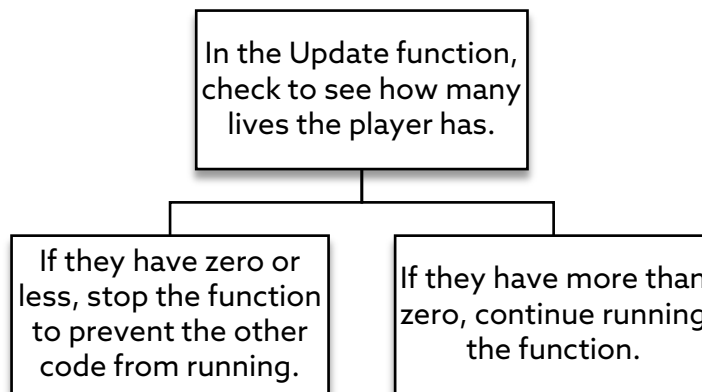 In the Update function,
check to see how many
lives the player has.
If they have zero or
less, stop the function
to prevent the other
code from running.
If they have more than
zero, continue running
the function.